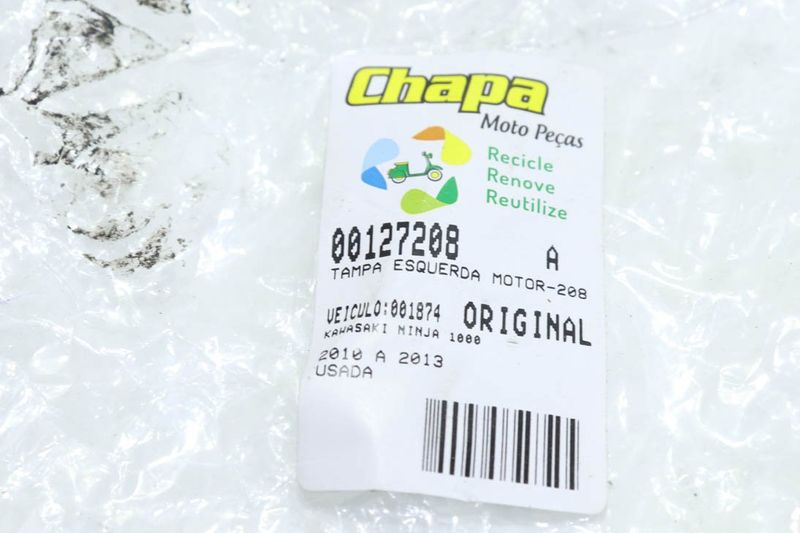 Chapa
Moto Peças
Recicle
Renove
Reutilize
00127208 A
TAMPA ESQUERDA MOTOR-208
VEICULO:001874 ORIGINAL
KAWASAKI NINJA 1000
2010 A 2013
USADA